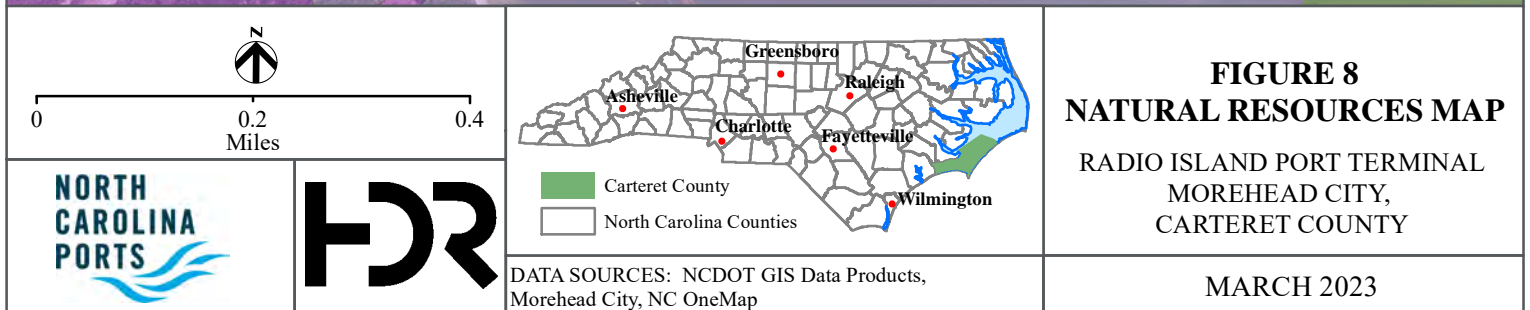 N
0 0.2 0.4
Miles
NORTH
CAROLINA
PORTS
HDR
Greensboro
Raleigh
Asheville
Charlotte
Fayetteville
Wilmington
Carteret County
North Carolina Counties
DATA SOURCES: NCDOT GIS Data Products,
Morehead City, NC OneMap
FIGURE 8
NATURAL RESOURCES MAP
RADIO ISLAND PORT TERMINAL
MOREHEAD CITY,
CARTERET COUNTY
MARCH 2023